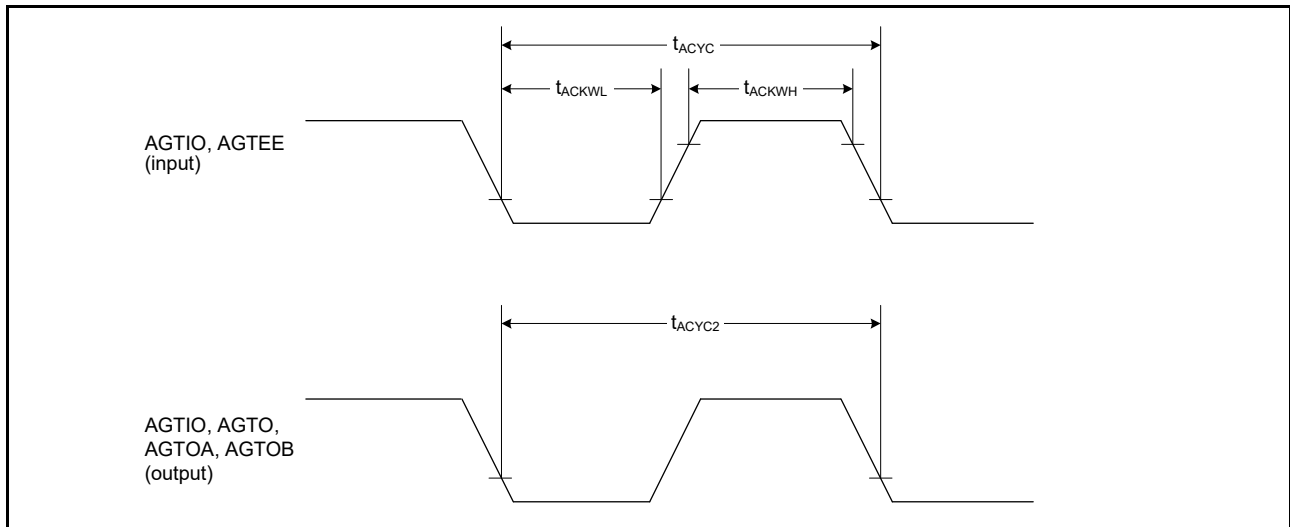 tACYC
tACKWL
tACKWH
AGTIO, AGTEE
(input)
tACYC2
AGTIO, AGTO,
AGTOA, AGTOB
(output)